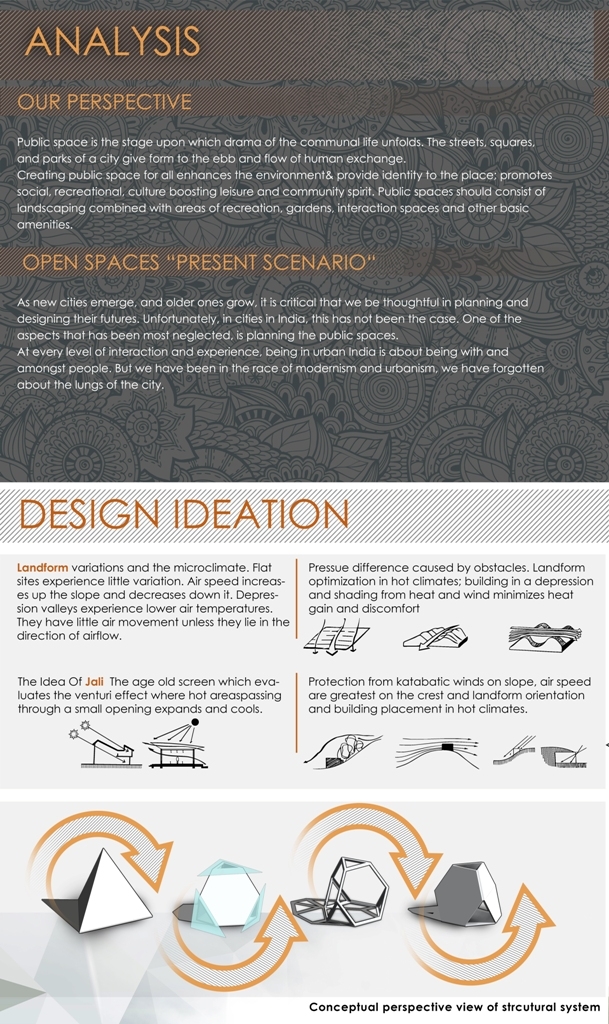 ANALYSIS
OUR PERSPECTIVE
Public space is the stage upon which drama of the communal life unfolds. The streets, squares,
and parks of a city give form to the ebb and flow of human exchange.
Creating public space for all enhances the environment& provide identity to the place; promotes
social, recreational, culture boosting leisure and community spirit. Public spaces should consist of
landscaping combined with areas of recreation, gardens, interaction spaces and other basic
amenities.
OPEN SPACES “PRESENT SCENARIO“
As new cities emerge, and older ones grow, it is critical that we be thoughtful in planning and
designing their futures. Unfortunately, in cities in India, this has not been the case. One of the
aspects that has been most neglected, is planning the public spaces.
At every level of interaction and experience, being in urban India is about being with and
amongst people. But we have been in the race of modernism and urbanism, we have forgotten
about the lungs of the city.
DESIGN IDEATION
Landform variations and the microclimate. Flat
sites experience little variation. Air speed increas-
es up the slope and decreases down it. Depres-
sion valleys experience lower air temperatures.
They have little air movement unless they lie in the
direction of airflow.
Pressue difference caused by obstacles. Landform
optimization in hot climates; building in a depression
and shading from heat and wind minimizes heat
gain and discomfort
The Idea Of Jali The age old screen which eva-
luates the venturi effect where hot areaspassing
through a small opening expands and cools.
Protection from katabatic winds on slope, air speed
are greatest on the crest and landform orientation
and building placement in hot climates.
Conceptual perspective view of strcutural system